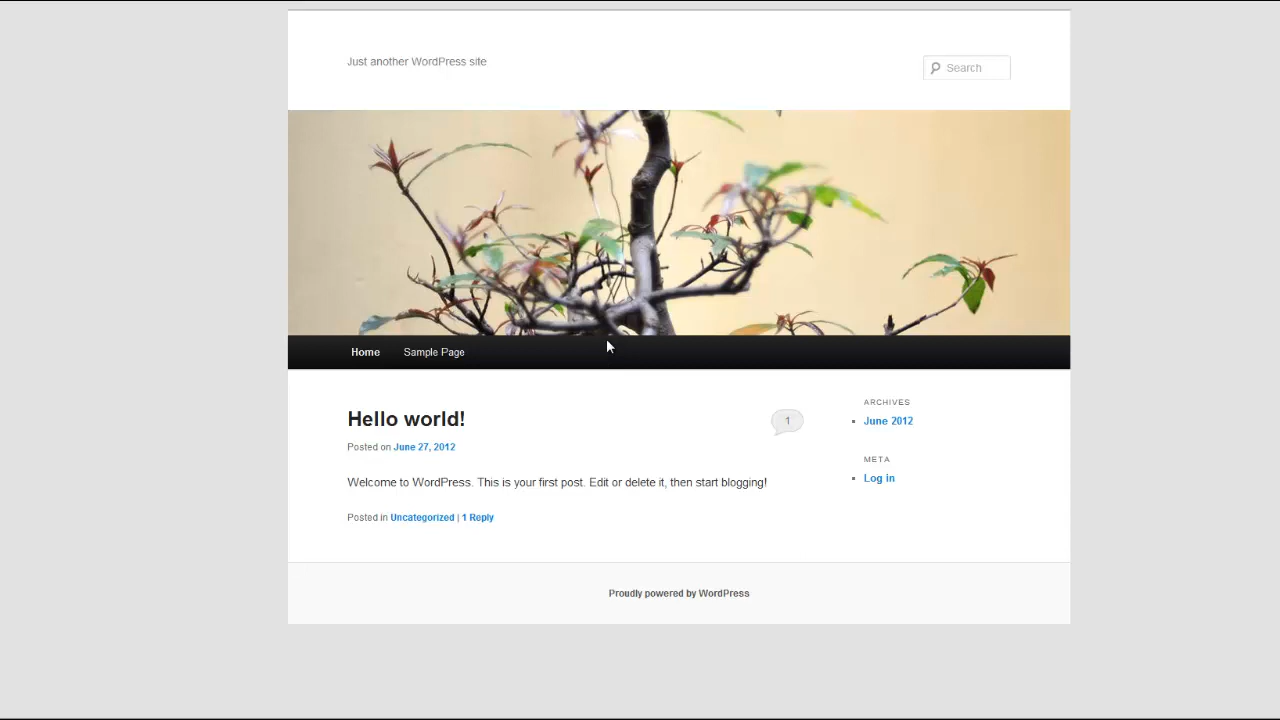 Just another WordPress site
Search
Home
Sample Page
Hello world!
1
Posted on June 27, 2012
Welcome to WordPress. This is your first post. Edit or delete it, then start blogging!
Posted in Uncategorized | 1 Reply
ARCHIVES
June 2012
META
Log in
Proudly powered by WordPress